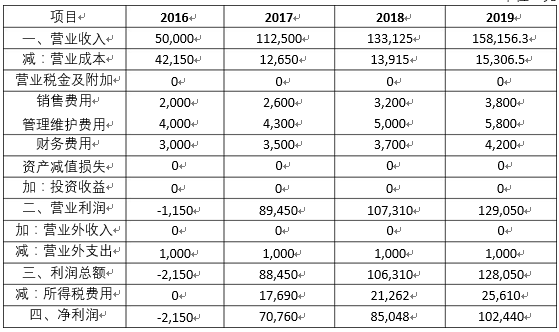 项目 2016 2017 2018 2019
一、营业收入 50,000 112,500 133,125 158,156.3
减：营业成本 42,150 12,650 13,915 15,306.5
营业税金及附加 0 0 0 0
销售费用 2,000 2,600 3,200 3,800
管理维护费用 4,000 4,300 5,000 5,800
财务费用 3,000 3,500 3,700 4,200
资产减值损失 0 0 0 0
加：投资收益 0 0 0 0
二、营业利润 -1,150 89,450 107,310 129,050
加：营业外收入 0 0 0 0
减：营业外支出 1,000 1,000 1,000 1,000
三、利润总额 -2,150 88,450 106,310 128,050
减：所得税费用 0 17,690 21,262 25,610
四、净利润 -2,150 70,760 85,048 102,440